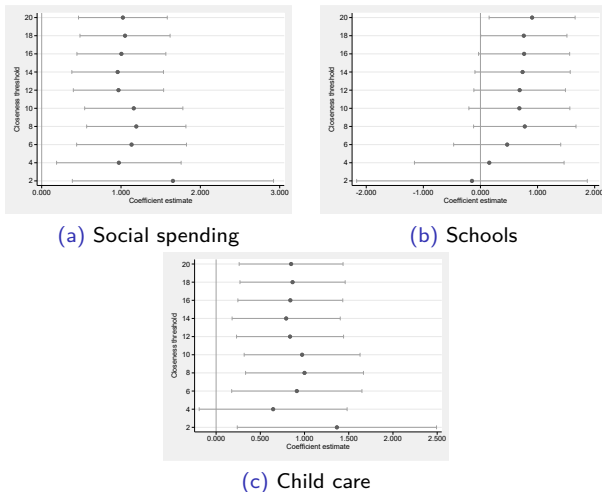 20
18
16
14
12
10
8
6
4
2
Closeness threshold
0.000 1.000 2.000 3.000
Coefficient estimate
(a) Social spending
20
18
16
14
12
10
8
6
4
2
Closeness threshold
-2.000 -1.000 0.000 1.000 2.000
Coefficient estimate
(b) Schools
20
18
16
14
12
10
8
6
4
2
Closeness threshold
0.000 0.500 1.000 1.500 2.000 2.500
Coefficient estimate
(c) Child care